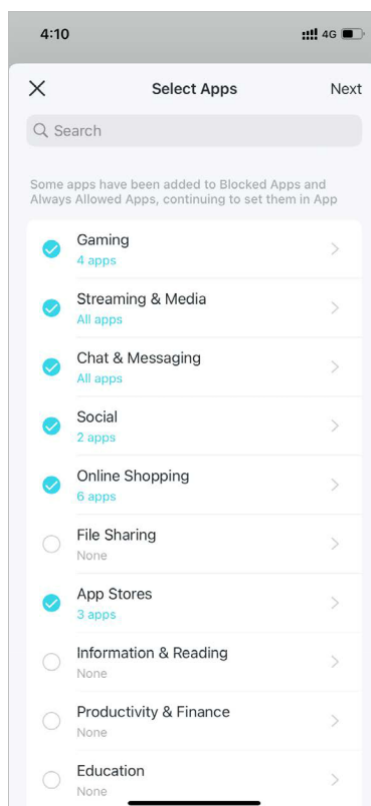 4:10
4G
Select Apps
Next
Search
Some apps have been added to Blocked Apps and
Always Allowed Apps, continuing to set them in App
Gaming
4 apps
Streaming & Media
All apps
Chat & Messaging
All apps
Social
2 apps
Online Shopping
6 apps
File Sharing
None
App Stores
3 apps
Information & Reading
None
Productivity & Finance
None
Education
None